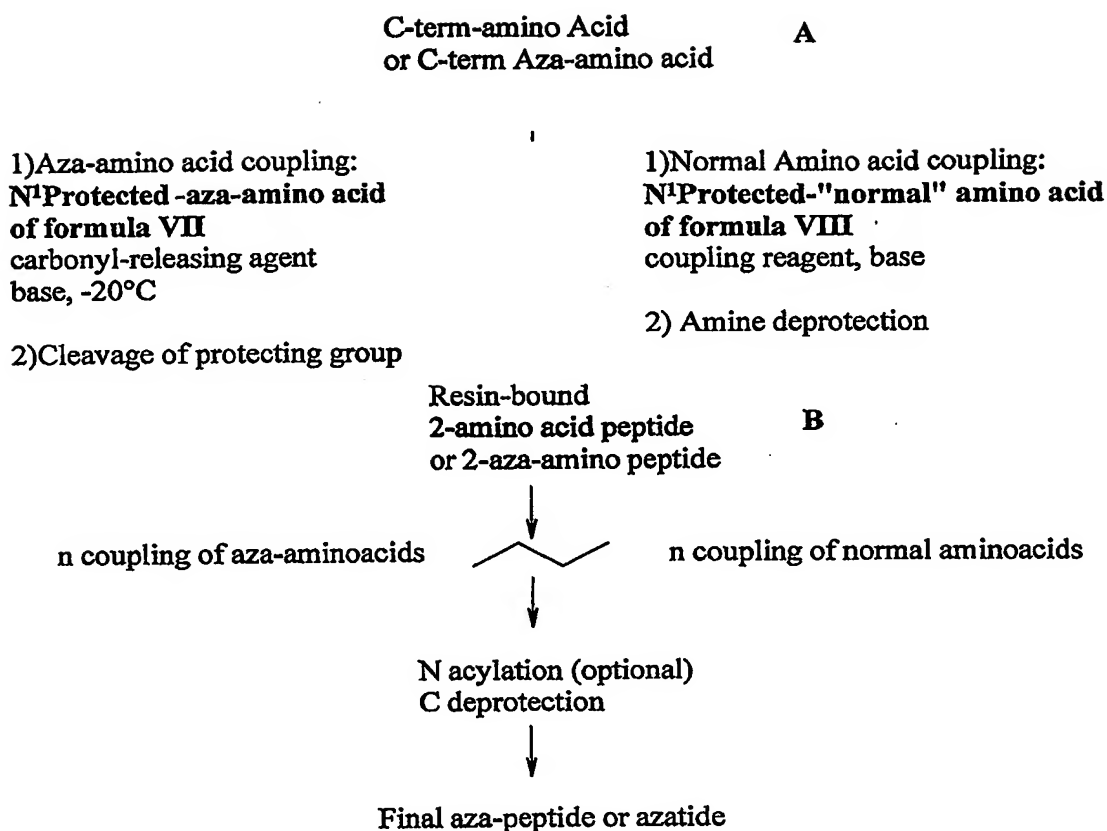 C-term-amino Acid
or C-term Aza-amino acid
A
1)Aza-amino acid coupling:
N¹Protected -aza-amino acid
of formula VII
carbonyl-releasing agent
base, -20°C
2)Cleavage of protecting group
1)Normal Amino acid coupling:
N¹Protected-"normal" amino acid
of formula VIII
coupling reagent, base
2) Amine deprotection
Resin-bound
2-amino acid peptide
or 2-aza-amino peptide
B
n coupling of aza-aminoacids
n coupling of normal aminoacids
N acylation (optional)
C deprotection
Final aza-peptide or azatide